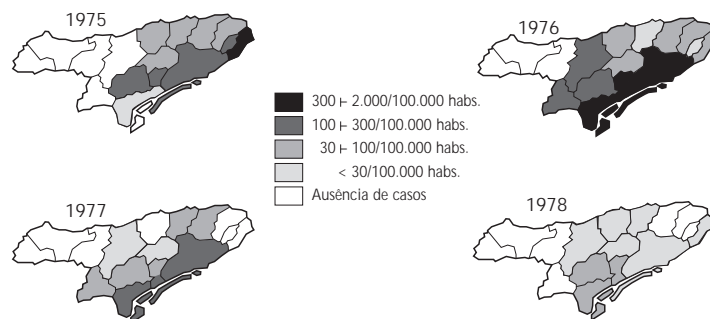 1975
1976
300 ⊢ 2.000/100.000 habs.
100 ⊢ 300/100.000 habs.
30 ⊢ 100/100.000 habs.
< 30/100.000 habs.
Ausência de casos
1977
1978